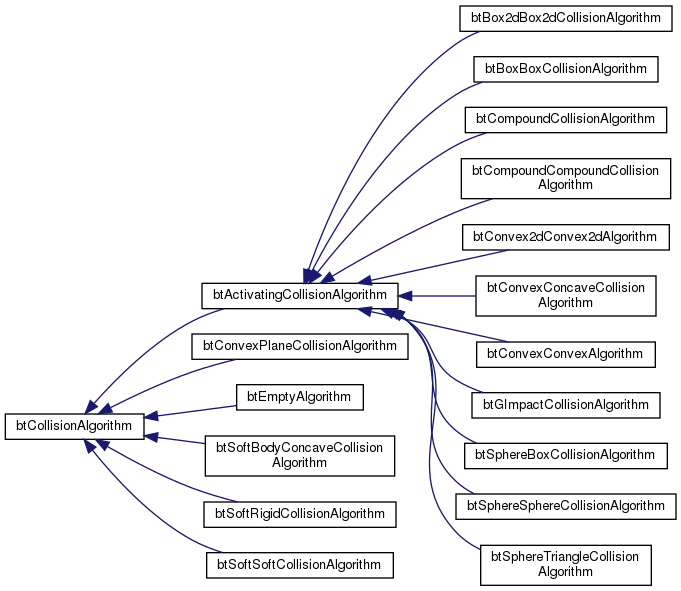 btBox2dBox2dCollisionAlgorithm
btBoxBoxCollisionAlgorithm
btCompoundCollisionAlgorithm
btCompoundCompoundCollision
Algorithm
btConvex2dConvex2dAlgorithm
btConvexConcaveCollision
Algorithm
btActivatingCollisionAlgorithm
btConvexPlaneCollisionAlgorithm
btConvexConvexAlgorithm
btEmptyAlgorithm
btGImpactCollisionAlgorithm
btCollisionAlgorithm
btSoftBodyConcaveCollision
Algorithm
btSphereBoxCollisionAlgorithm
btSoftRigidCollisionAlgorithm
btSphereSphereCollisionAlgorithm
btSoftSoftCollisionAlgorithm
btSphereTriangleCollision
Algorithm